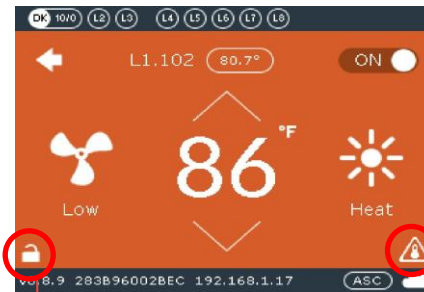 DK 10/0 L2 L3 L4 L5 L6 L7 L8
L1.102 80.7° ON
86 °F
Low
Heat
8.9 283B96002BEC 192.168.1.17 ASC